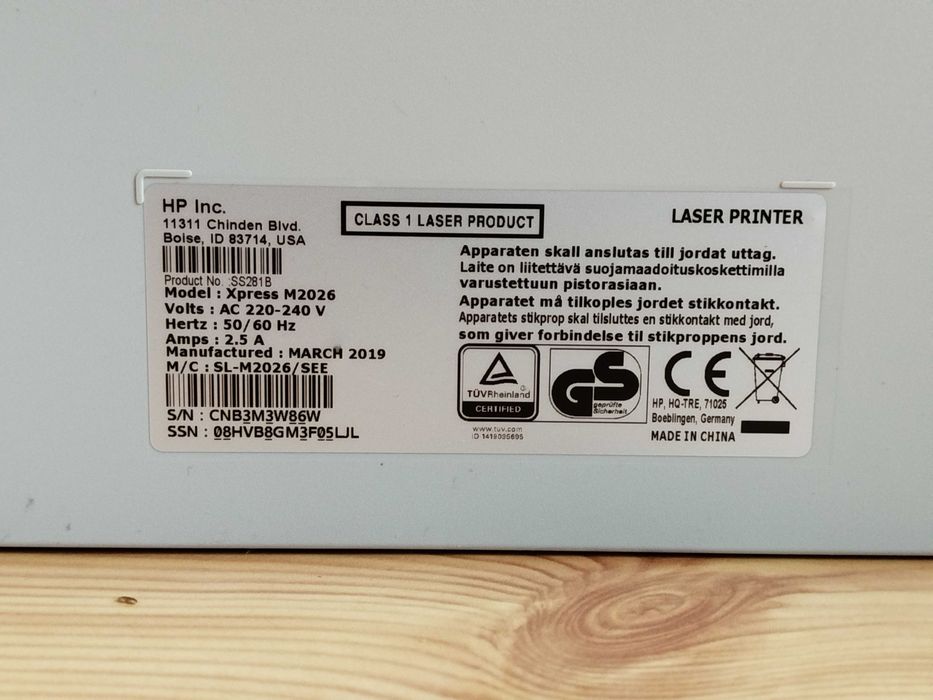 HP Inc.
11311 Chinden Blvd.
Boise, ID 83714, USA
Product No. :SS281B
Model : Xpress M2026
Volts : AC 220-240 V
Hertz : 50/60 Hz
Amps : 2.5 A
Manufactured : MARCH 2019
M/C : SL-M2026/SEE
S/N : CNB3M3W86W
SSN : 08HVB8GM3F05LJL
CLASS 1 LASER PRODUCT
LASER PRINTER
Apparaten skall anslutas till jordat uttag.
Laite on liitettävä suojamaadoituskoskettimilla
varustettuun pistorasiaan.
Apparatet må tilkoples jordet stikkontakt.
Apparatets stikprop skal tilsluttes en stikkontakt med jord,
som giver forbindelse til stikproppens jord.
TÜVRheinland
CERTIFIED
www.tuv.com
ID 1419095695
GS
geprüfte
Sicherheit
CE
HP, HQ-TRE, 71025
Boeblingen, Germany
MADE IN CHINA